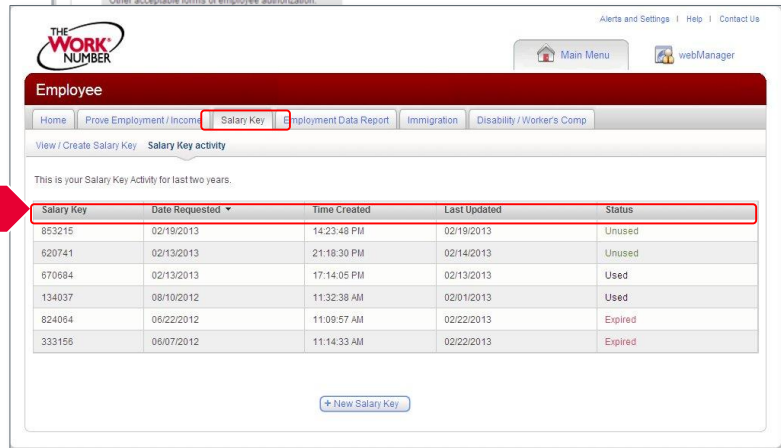 Other acceptable forms of employee authorization.
Alerts and Settings | Help | Contact Us
THE
WORK
NUMBER
Main Menu
webManager
Employee
Home Prove Employment / Income Salary Key Employment Data Report Immigration Disability / Worker's Comp
View / Create Salary Key Salary Key activity
This is your Salary Key Activity for last two years.
Salary Key Date Requested Time Created Last Updated Status
853215 02/19/2013 14:23:48 PM 02/19/2013 Unused
620741 02/13/2013 21:18:30 PM 02/14/2013 Unused
670684 02/13/2013 17:14:05 PM 02/13/2013 Used
134037 08/10/2012 11:32:38 AM 02/01/2013 Used
824064 06/22/2012 11:09:57 AM 02/22/2013 Expired
333156 06/07/2012 11:14:33 AM 02/22/2013 Expired
+ New Salary Key